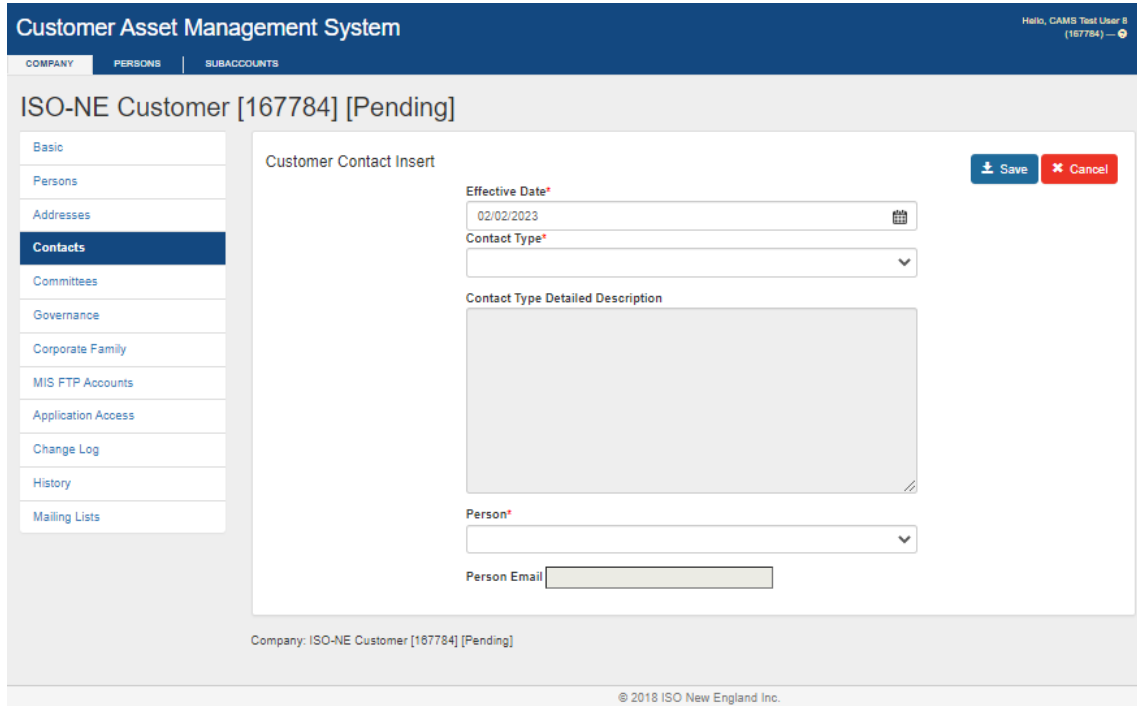 Customer Asset Management System
Hello, CAMS Test User 8
(167784) —
COMPANY PERSONS SUBACCOUNTS
ISO-NE Customer [167784] [Pending]
Basic
Persons
Addresses
Contacts
Committees
Governance
Corporate Family
MIS FTP Accounts
Application Access
Change Log
History
Mailing Lists
Customer Contact Insert
Save
Cancel
Effective Date*
02/02/2023
Contact Type*
Contact Type Detailed Description
Person*
Person Email
Company: ISO-NE Customer [167784] [Pending]
© 2018 ISO New England Inc.